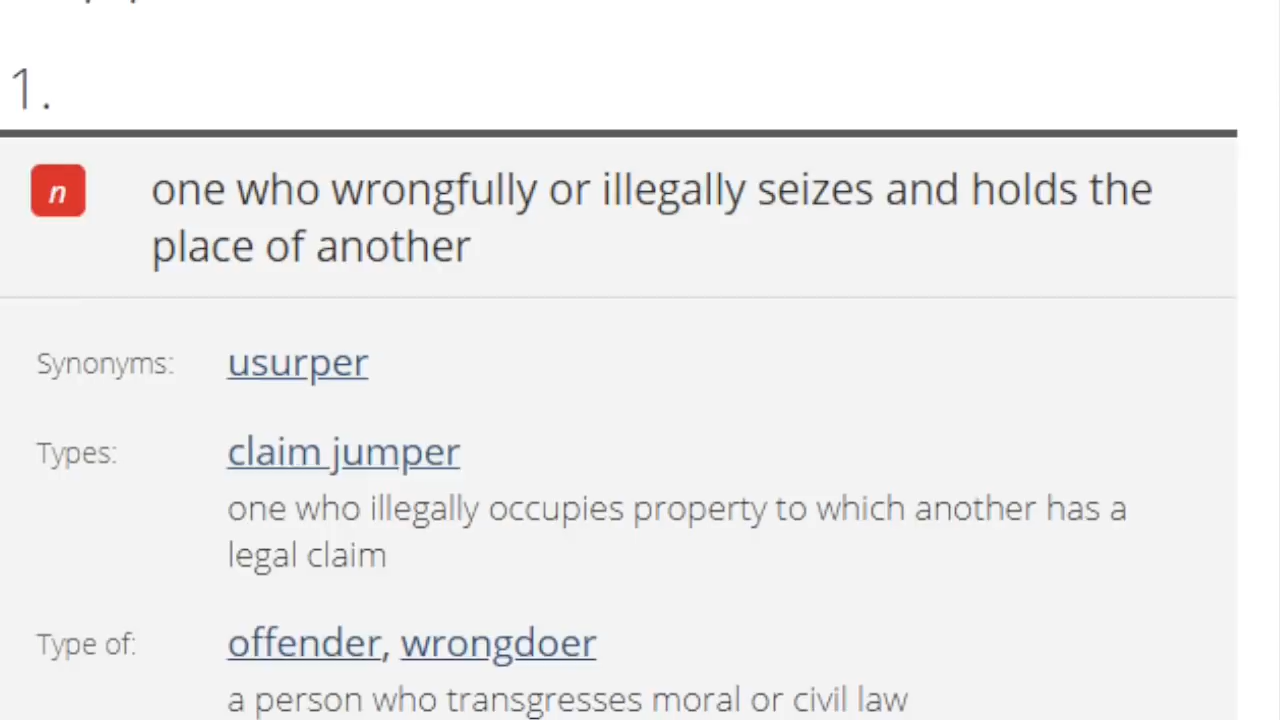 1.
n
one who wrongfully or illegally seizes and holds the
place of another
Synonyms: usurper
Types: claim jumper
one who illegally occupies property to which another has a
legal claim
Type of: offender, wrongdoer
a person who transgresses moral or civil law